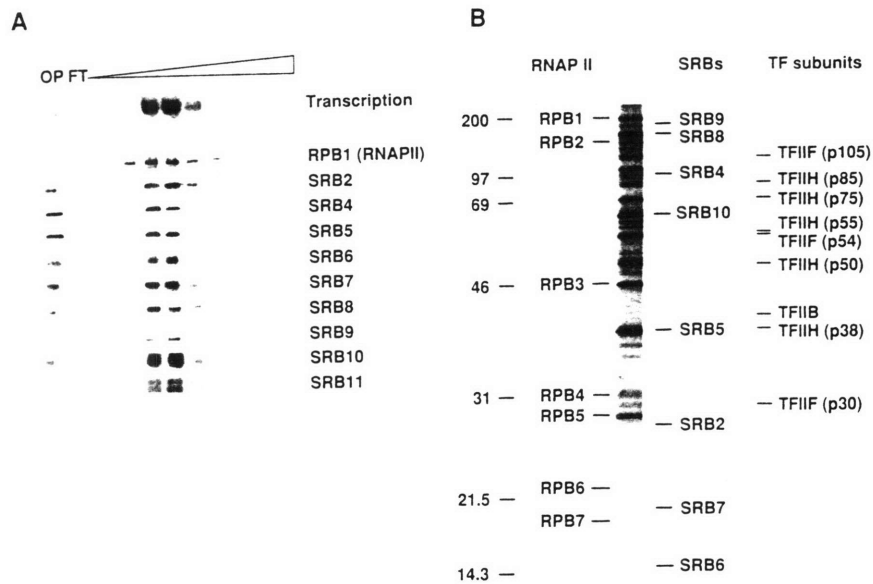 A
OP FT
Transcription
RPB1 (RNAPII)
SRB2
SRB4
SRB5
SRB6
SRB7
SRB8
SRB9
SRB10
SRB11
B
RNAP II SRBs TF subunits
200 RPB1 SRB9
RPB2 SRB8
TFIIF (p105)
97 SRB4 TFIIH (p85)
69 TFIIH (p75)
SRB10
TFIIH (p55)
TFIIF (p54)
TFIIH (p50)
46 RPB3
TFIIB
SRB5 TFIIH (p38)
31 RPB4 TFIIF (p30)
RPB5 SRB2
RPB6
21.5 SRB7
RPB7
SRB6
14.3